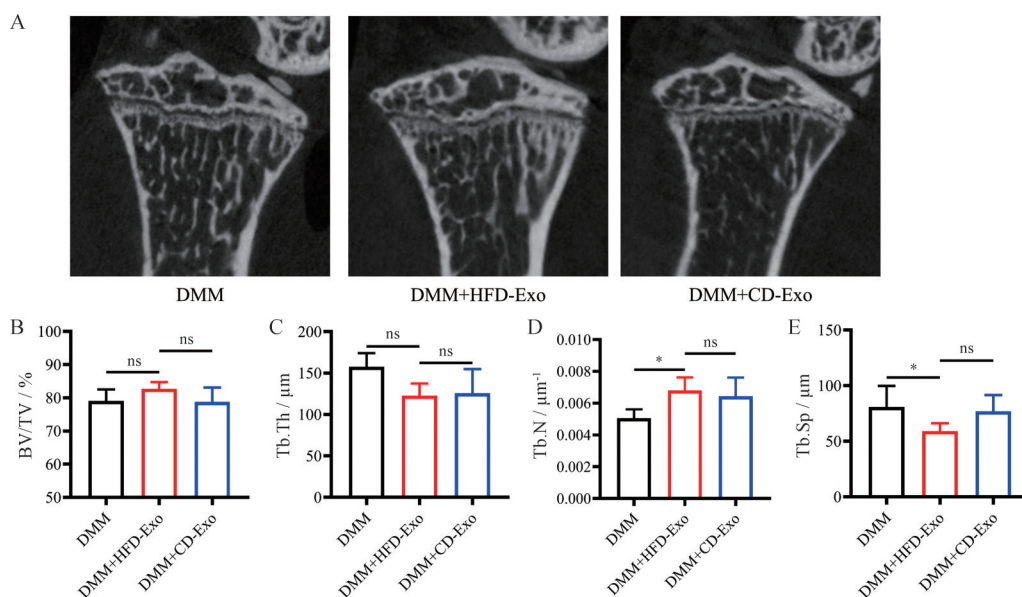 A
DMM
DMM+HFD-Exo
DMM+CD-Exo
B
BV/TV / %
100
90
80
70
60
50
ns
ns
DMM
DMM+HFD-Exo
DMM+CD-Exo
C
Tb.Th / μm
200
150
100
50
0
ns
ns
DMM
DMM+HFD-Exo
DMM+CD-Exo
D
Tb.N / μm⁻¹
0.010
0.008
0.006
0.004
0.002
0.000
*
ns
DMM
DMM+HFD-Exo
DMM+CD-Exo
E
Tb.Sp / μm
150
100
50
0
*
ns
DMM
DMM+HFD-Exo
DMM+CD-Exo